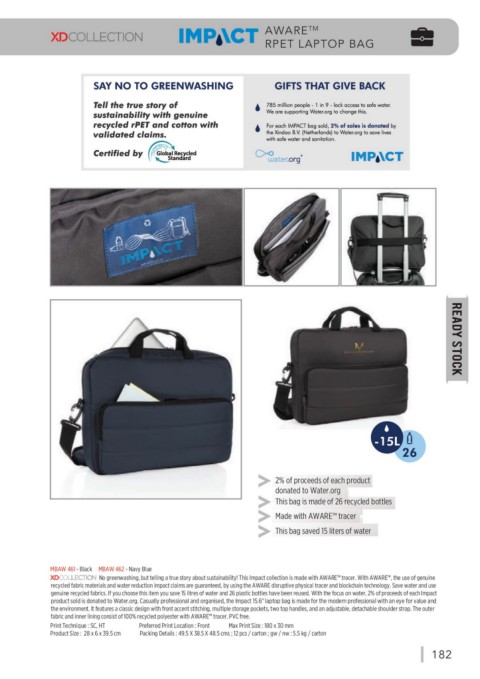 XDCOLLECTION
IMPACT AWARE™
RPET LAPTOP BAG
SAY NO TO GREENWASHING
Tell the true story of
sustainability with genuine
recycled rPET and cotton with
validated claims.
Certified by Global Recycled
Standard
GIFTS THAT GIVE BACK
785 million people - 1 in 9 - lack access to safe water.
We are supporting Water.org to change this.
For each IMPACT bag sold, 2% of sales is donated by
the Xindao B.V. (Netherlands) to Water.org to save lives
with safe water and sanitation.
water.org IMPACT
IMPACT
READY STOCK
-15L
26
2% of proceeds of each product
donated to Water.org
This bag is made of 26 recycled bottles
Made with AWARE™ tracer
This bag saved 15 liters of water
MBAW 461 - Black MBAW 462 - Navy Blue
XDCOLLECTION No greenwashing, but telling a true story about sustainability! This Impact collection is made with AWARE™ tracer. With AWARE™, the use of genuine
recycled fabric materials and water reduction impact claims are guaranteed, by using the AWARE disruptive physical tracer and blockchain technology. Save water and use
genuine recycled fabrics. If you choose this item you save 15 litres of water and 26 plastic bottles have been reused. With the focus on water, 2% of proceeds of each Impact
product sold is donated to Water.org. Casually professional and organised, the Impact 15.6" laptop bag is made for the modern professional with an eye for value and
the environment. It features a classic design with front accent stitching, multiple storage pockets, two top handles, and an adjustable, detachable shoulder strap. The outer
fabric and inner lining consist of 100% recycled polyester with AWARE™ tracer. PVC free.
Print Technique : SC, HT Preferred Print Location : Front Max Print Size : 180 x 30 mm
Product Size : 28 x 6 x 39.5 cm Packing Details : 49.5 X 38.5 X 48.5 cms ; 12 pcs / carton ; gw / nw : 5.5 kg / carton
182